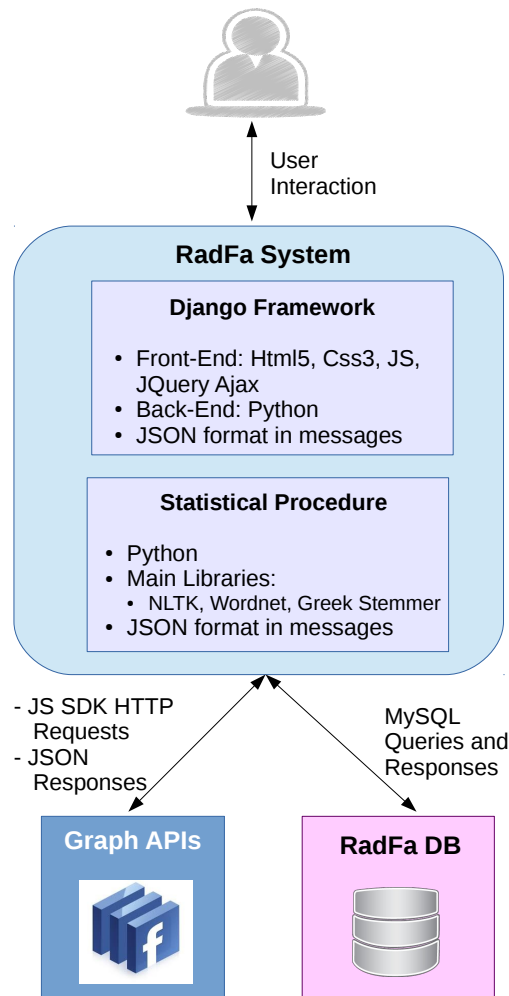 User
Interaction
RadFa System
Django Framework
• Front-End: Html5, Css3, JS,
JQuery Ajax
• Back-End: Python
• JSON format in messages
Statistical Procedure
• Python
• Main Libraries:
• NLTK, Wordnet, Greek Stemmer
• JSON format in messages
- JS SDK HTTP
Requests
- JSON
Responses
MySQL
Queries and
Responses
Graph APIs
f
RadFa DB